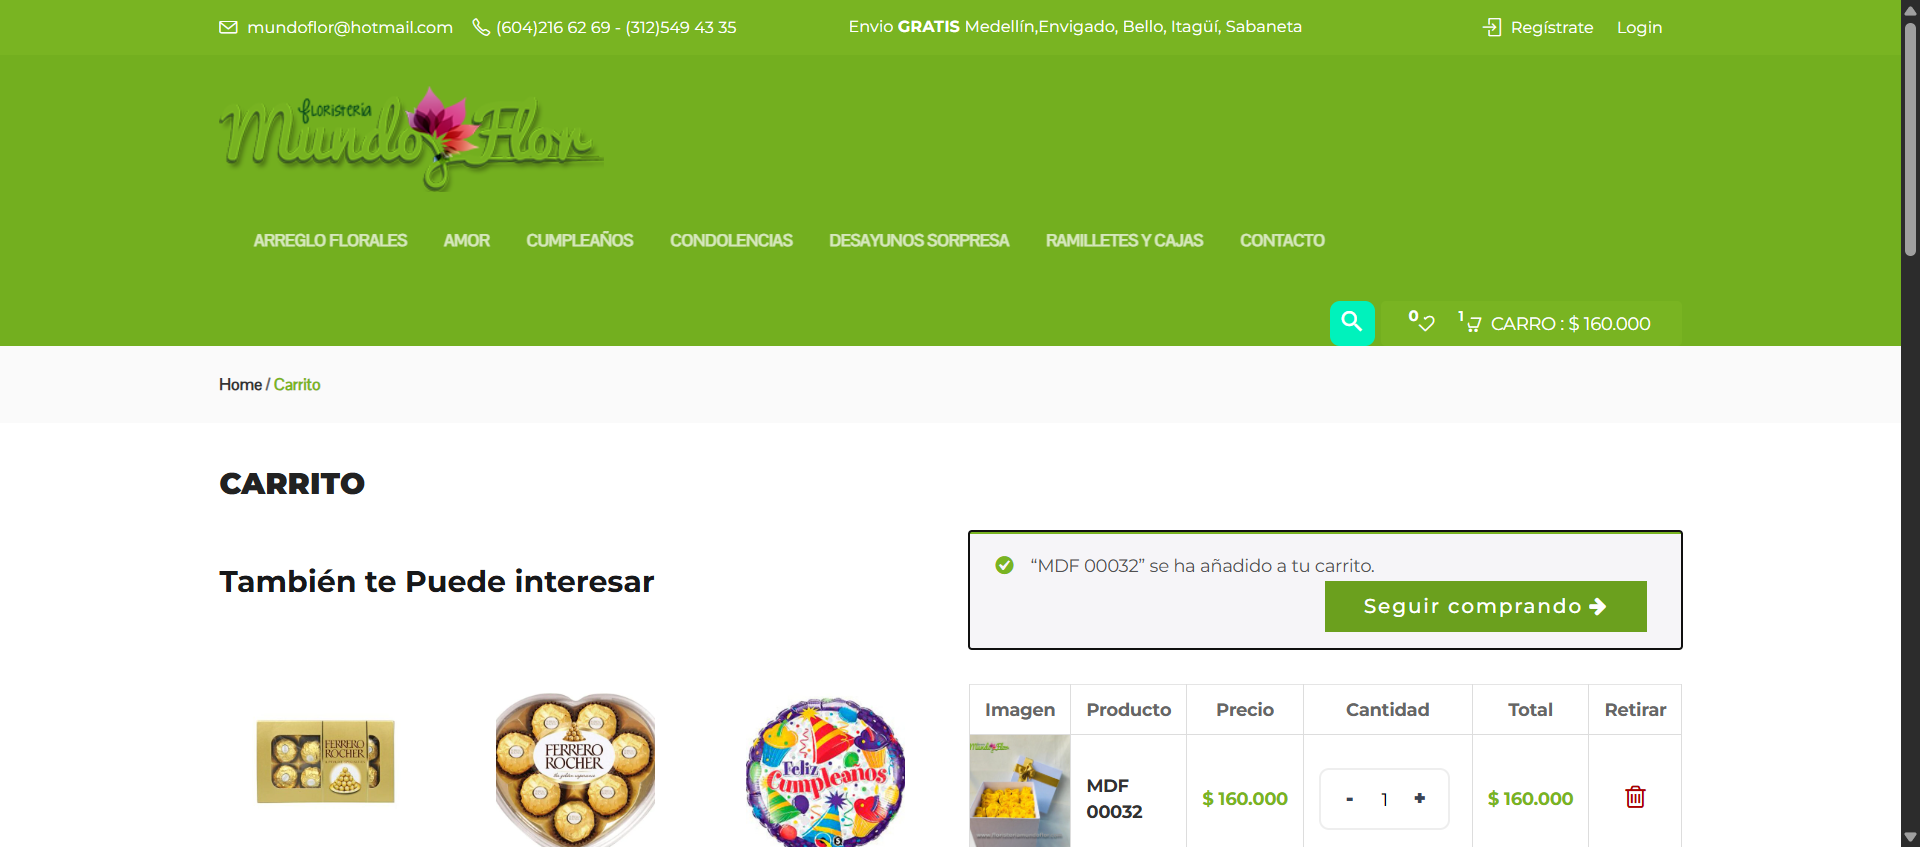 mundoflor@hotmail.com (604)216 62 69 - (312)549 43 35 Envio GRATIS Medellín,Envigado, Bello, Itagüí, Sabaneta Regístrate Login
floristería
Mundo Flor
ARREGLO FLORALES AMOR CUMPLEAÑOS CONDOLENCIAS DESAYUNOS SORPRESA RAMILLETES Y CAJAS CONTACTO
0 1 CARRO : $ 160.000
Home / Carrito
CARRITO
“MDF 00032” se ha añadido a tu carrito.
Seguir comprando
También te Puede interesar
FERRERO
ROCHER
FERRERO
ROCHER
Feliz
Cumpleaños
Imagen Producto Precio Cantidad Total Retirar
MDF
00032
$ 160.000 - 1 + $ 160.000